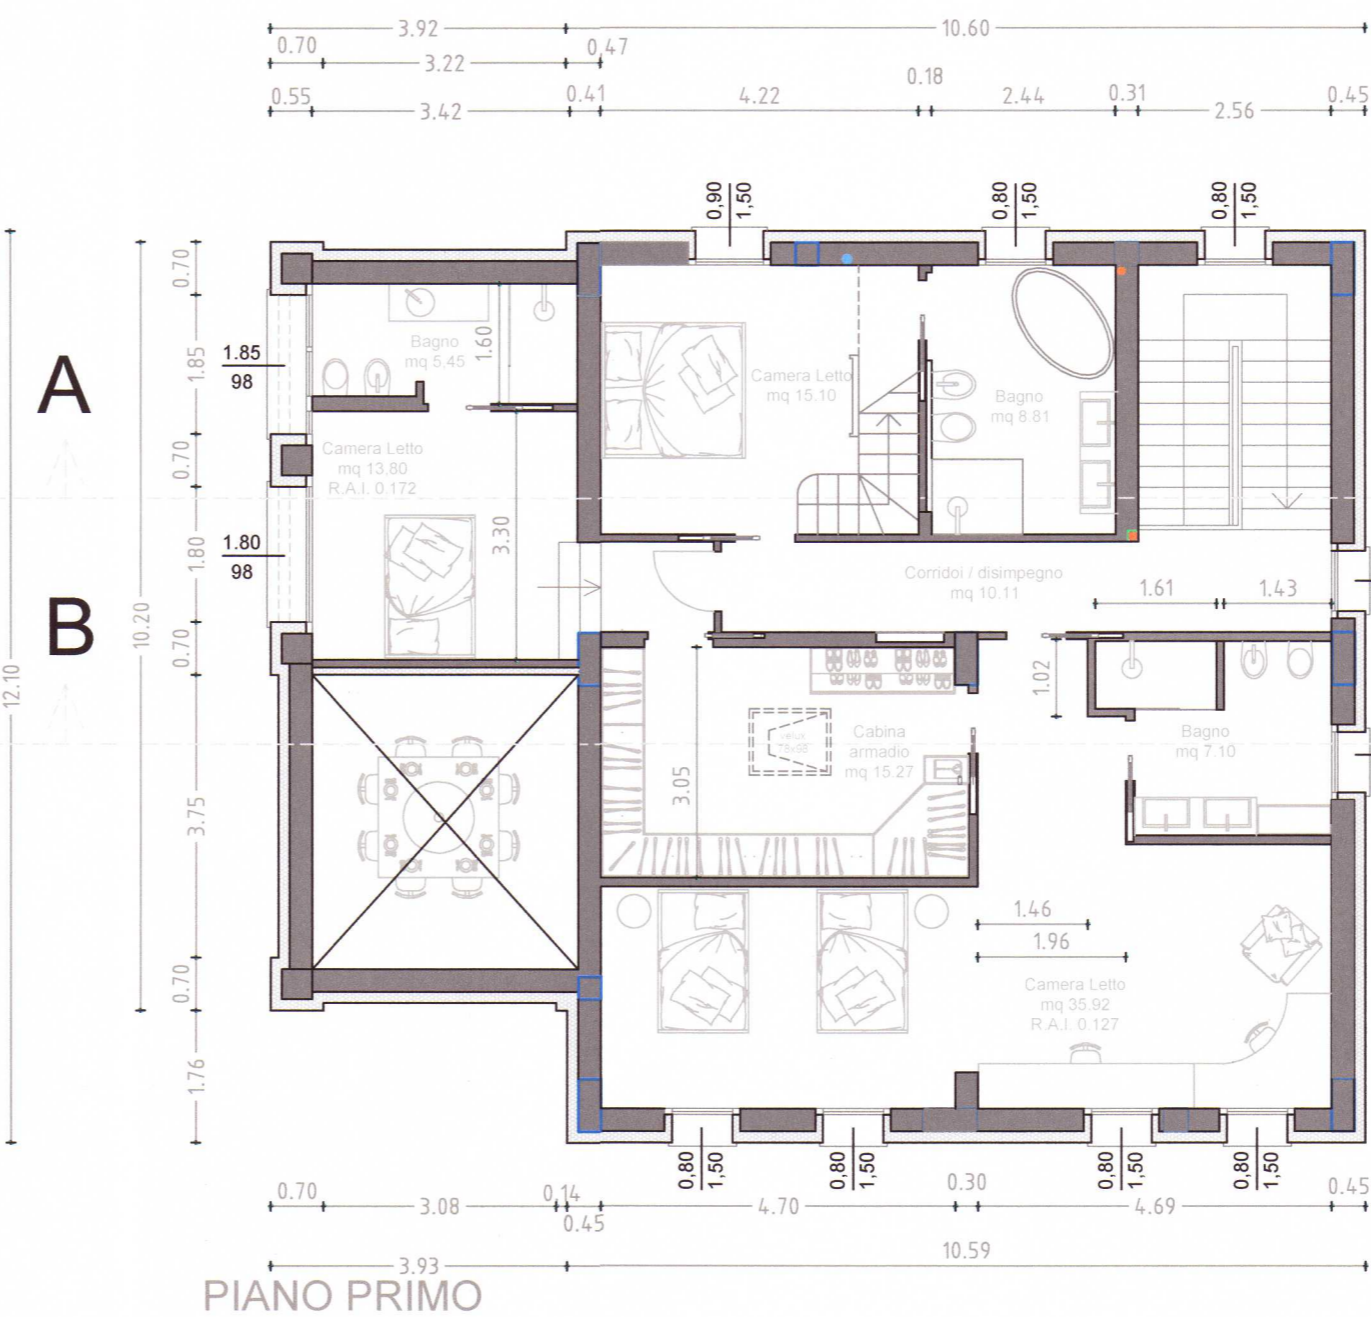 3.92
10.60
0.70
0.47
3.22
0.18
0.55
0.41
4.22
2.44
0.31
0.45
3.42
2.56
0,90
1,50
0,80
1,50
0,80
1,50
0.70
Bagno
mq 5,45
1.60
1.85
98
1.85
A
Camera Letto
mq 15.10
Bagno
mq 8.81
Camera Letto
mq 13.80
R.A.I. 0.172
0.70
3.30
1.80
98
1.80
Corridoi / disimpegno
mq 10.11
1.61
1.43
B
10.20
0.70
12.10
1.02
velux
78x98
Cabina
armadio
mq 15.27
Bagno
mq 7.10
3.05
3.75
1.46
1.96
0.70
Camera Letto
mq 35.92
R.A.I. 0.127
1.76
0,80
1,50
0,80
1,50
0,80
1,50
0,80
1,50
0.70
3.08
0.14
0.45
4.70
0.30
4.69
0.45
3.93
10.59
PIANO PRIMO